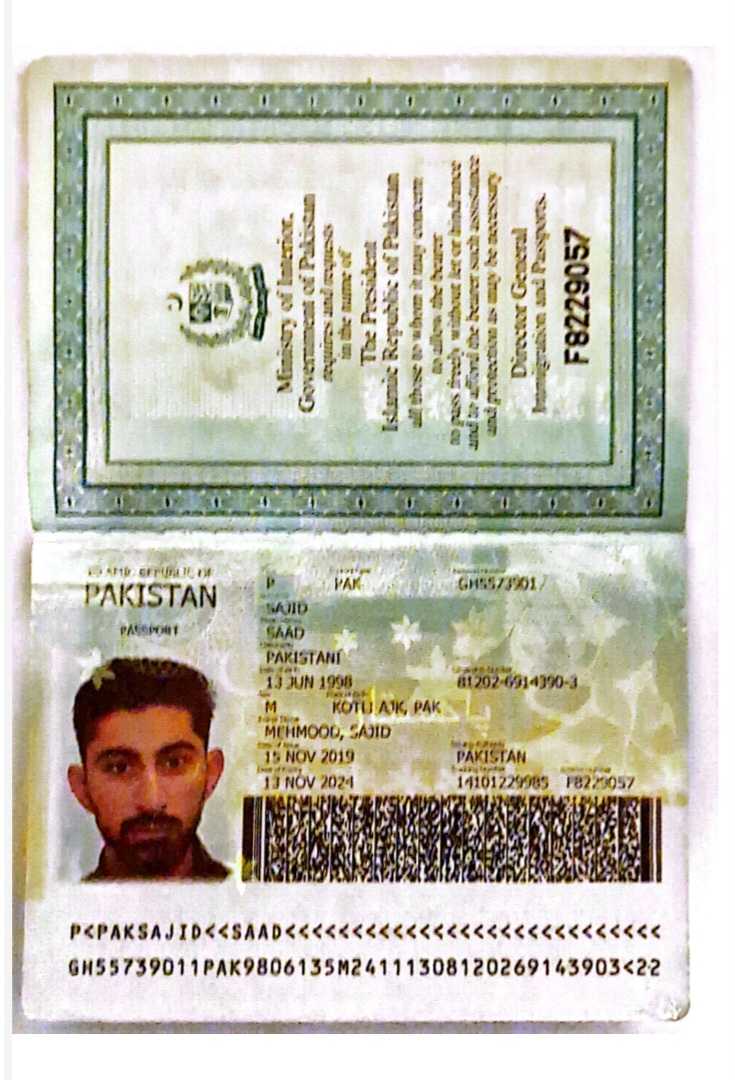 Ministry of Interior,
Government of Pakistan
requires and requests
in the name of
The President
Islamic Republic of Pakistan
all those to whom it may concern
to allow the bearer
to pass freely without let or hindrance
and to afford the bearer such assistance
and protection as may be necessary
Director General
Immigration and Passports.
F8229057
ISLAMIC REPUBLIC OF
PAKISTAN
PASSPORT
P PAK GH5573901
SAJID
SAAD
PAKISTANI
13 JUN 1998 81202-6914390-3
M KOTLI AJK, PAK
MEHMOOD, SAJID
15 NOV 2019 PAKISTAN
13 NOV 2024 14101229985 F8229057
پاکستان
P<PAKSAJID<<SAAD<<<<<<<<<<<<<<<<<<<<<<<<<<<<
GH55739011PAK9806135M24111308120269143903<22